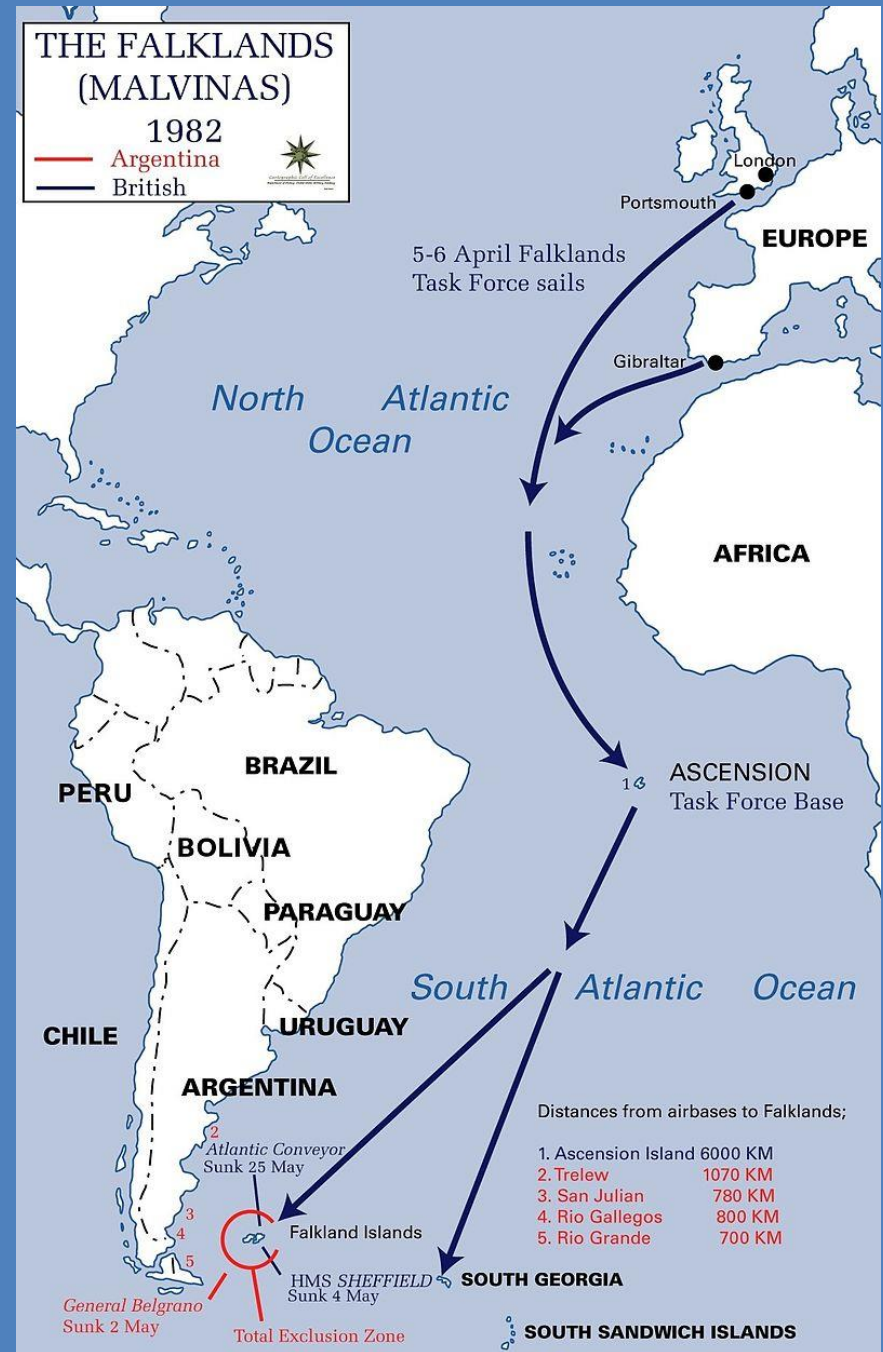 THE FALKLANDS
(MALVINAS)
1982
Argentina
British
London
Portsmouth
EUROPE
5-6 April Falklands
Task Force sails
Gibraltar
North Atlantic
Ocean
AFRICA
BRAZIL
PERU
ASCENSION
1
Task Force Base
BOLIVIA
PARAGUAY
South Atlantic Ocean
URUGUAY
CHILE
ARGENTINA
Distances from airbases to Falklands;
1. Ascension Island 6000 KM
2. Trelew 1070 KM
3. San Julian 780 KM
4. Rio Gallegos 800 KM
5. Rio Grande 700 KM
2
Atlantic Conveyor
Sunk 25 May
3
4
5
Falkland Islands
HMS SHEFFIELD
Sunk 4 May
SOUTH GEORGIA
General Belgrano
Sunk 2 May
Total Exclusion Zone
SOUTH SANDWICH ISLANDS